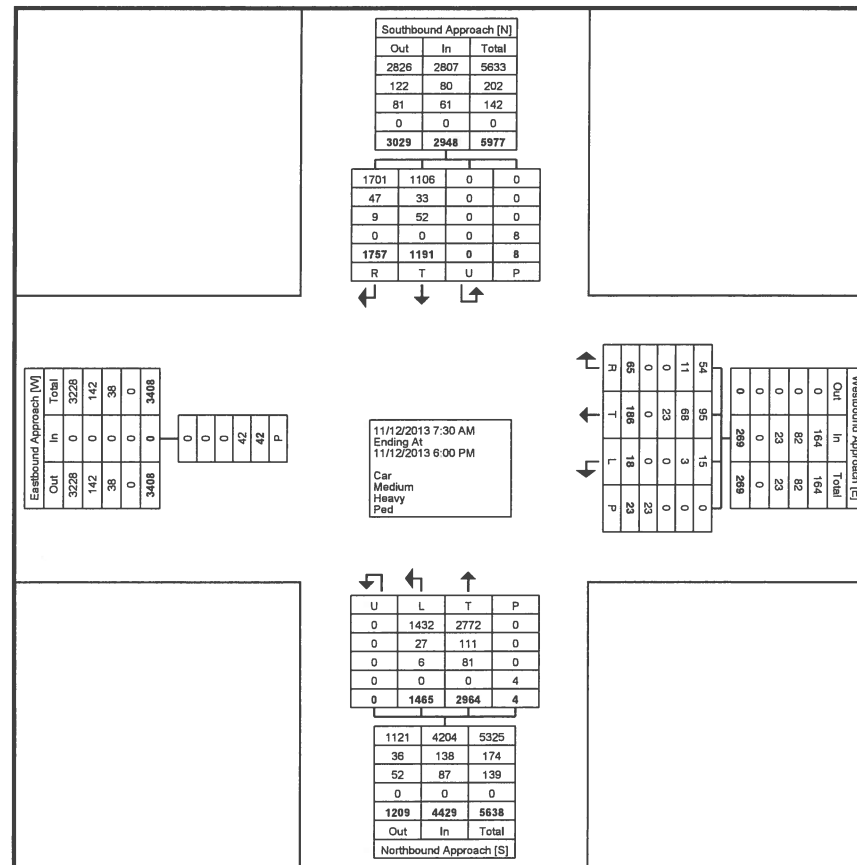 Southbound Approach [N]
Out In Total
2826 2807 5633
122 80 202
81 61 142
0 0 0
3029 2948 5977
1701 1106 0 0
47 33 0 0
9 52 0 0
0 0 0 8
1757 1191 0 8
R T U P
Eastbound Approach [W]
Out In Total
3228 0 3228
142 0 142
38 0 38
0 0 0
3408 0 3408
0
0
0
42
42
P
11/12/2013 7:30 AM
Ending At
11/12/2013 6:00 PM
Car
Medium
Heavy
Ped
Westbound Approach [E]
Out In Total
0 164 164
0 82 82
0 23 23
0 0 0
0 269 269
54 95 15 0
11 68 3 0
0 23 0 0
0 0 0 23
65 186 18 23
R T L P
U L T P
0 1432 2772 0
0 27 111 0
0 6 81 0
0 0 0 4
0 1465 2964 4
1121 4204 5325
36 138 174
52 87 139
0 0 0
1209 4429 5638
Out In Total
Northbound Approach [S]